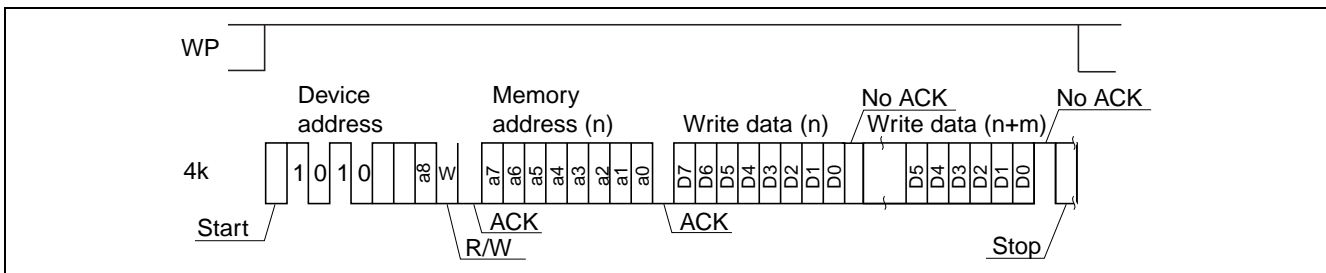 WP
Device address
Memory address (n)
Write data (n)
No ACK
Write data (n+m)
No ACK
4k
1 0 1 0 a8 W a7 a6 a5 a4 a3 a2 a1 a0 D7 D6 D5 D4 D3 D2 D1 D0 D5 D4 D3 D2 D1 D0
Start
R/W
ACK
ACK
Stop